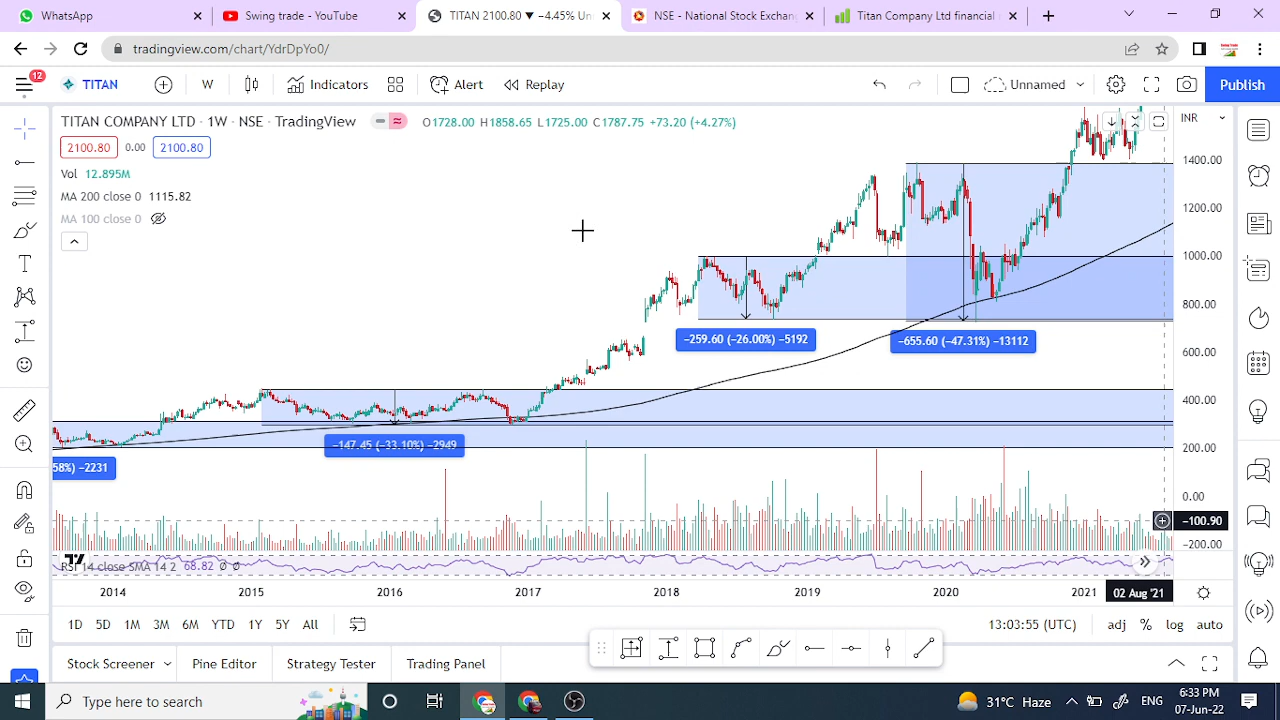 WhatsApp
Swing trade - YouTube
TITAN 2100.80 ▼ −4.45% Un
NSE - National Stock Exchan
Titan Company Ltd financial
tradingview.com/chart/YdrDpYo0/
12
TITAN
W
Indicators
Alert
Replay
Unnamed
Publish
TITAN COMPANY LTD · 1W · NSE · TradingView
O1728.00 H1858.65 L1725.00 C1787.75 +73.20 (+4.27%)
INR
2100.80 0.00 2100.80
Vol 12.895M
MA 200 close 0 1115.82
MA 100 close 0
1400.00
1200.00
1000.00
800.00
600.00
400.00
200.00
0.00
−100.90
−200.00
−259.60 (−26.00%) −5192
−655.60 (−47.31%) −13112
−147.45 (−33.10%) −2949
58%) −2231
RSI 14 close SMA 14 2 68.82 Ø Ø
2014 2015 2016 2017 2018 2019 2020 2021 02 Aug '21
1D 5D 1M 3M 6M YTD 1Y 5Y All
13:03:55 (UTC)
adj % log auto
Stock Screener
Pine Editor
Strategy Tester
Trading Panel
Type here to search
31°C Haze
ENG
6:33 PM
07-Jun-22